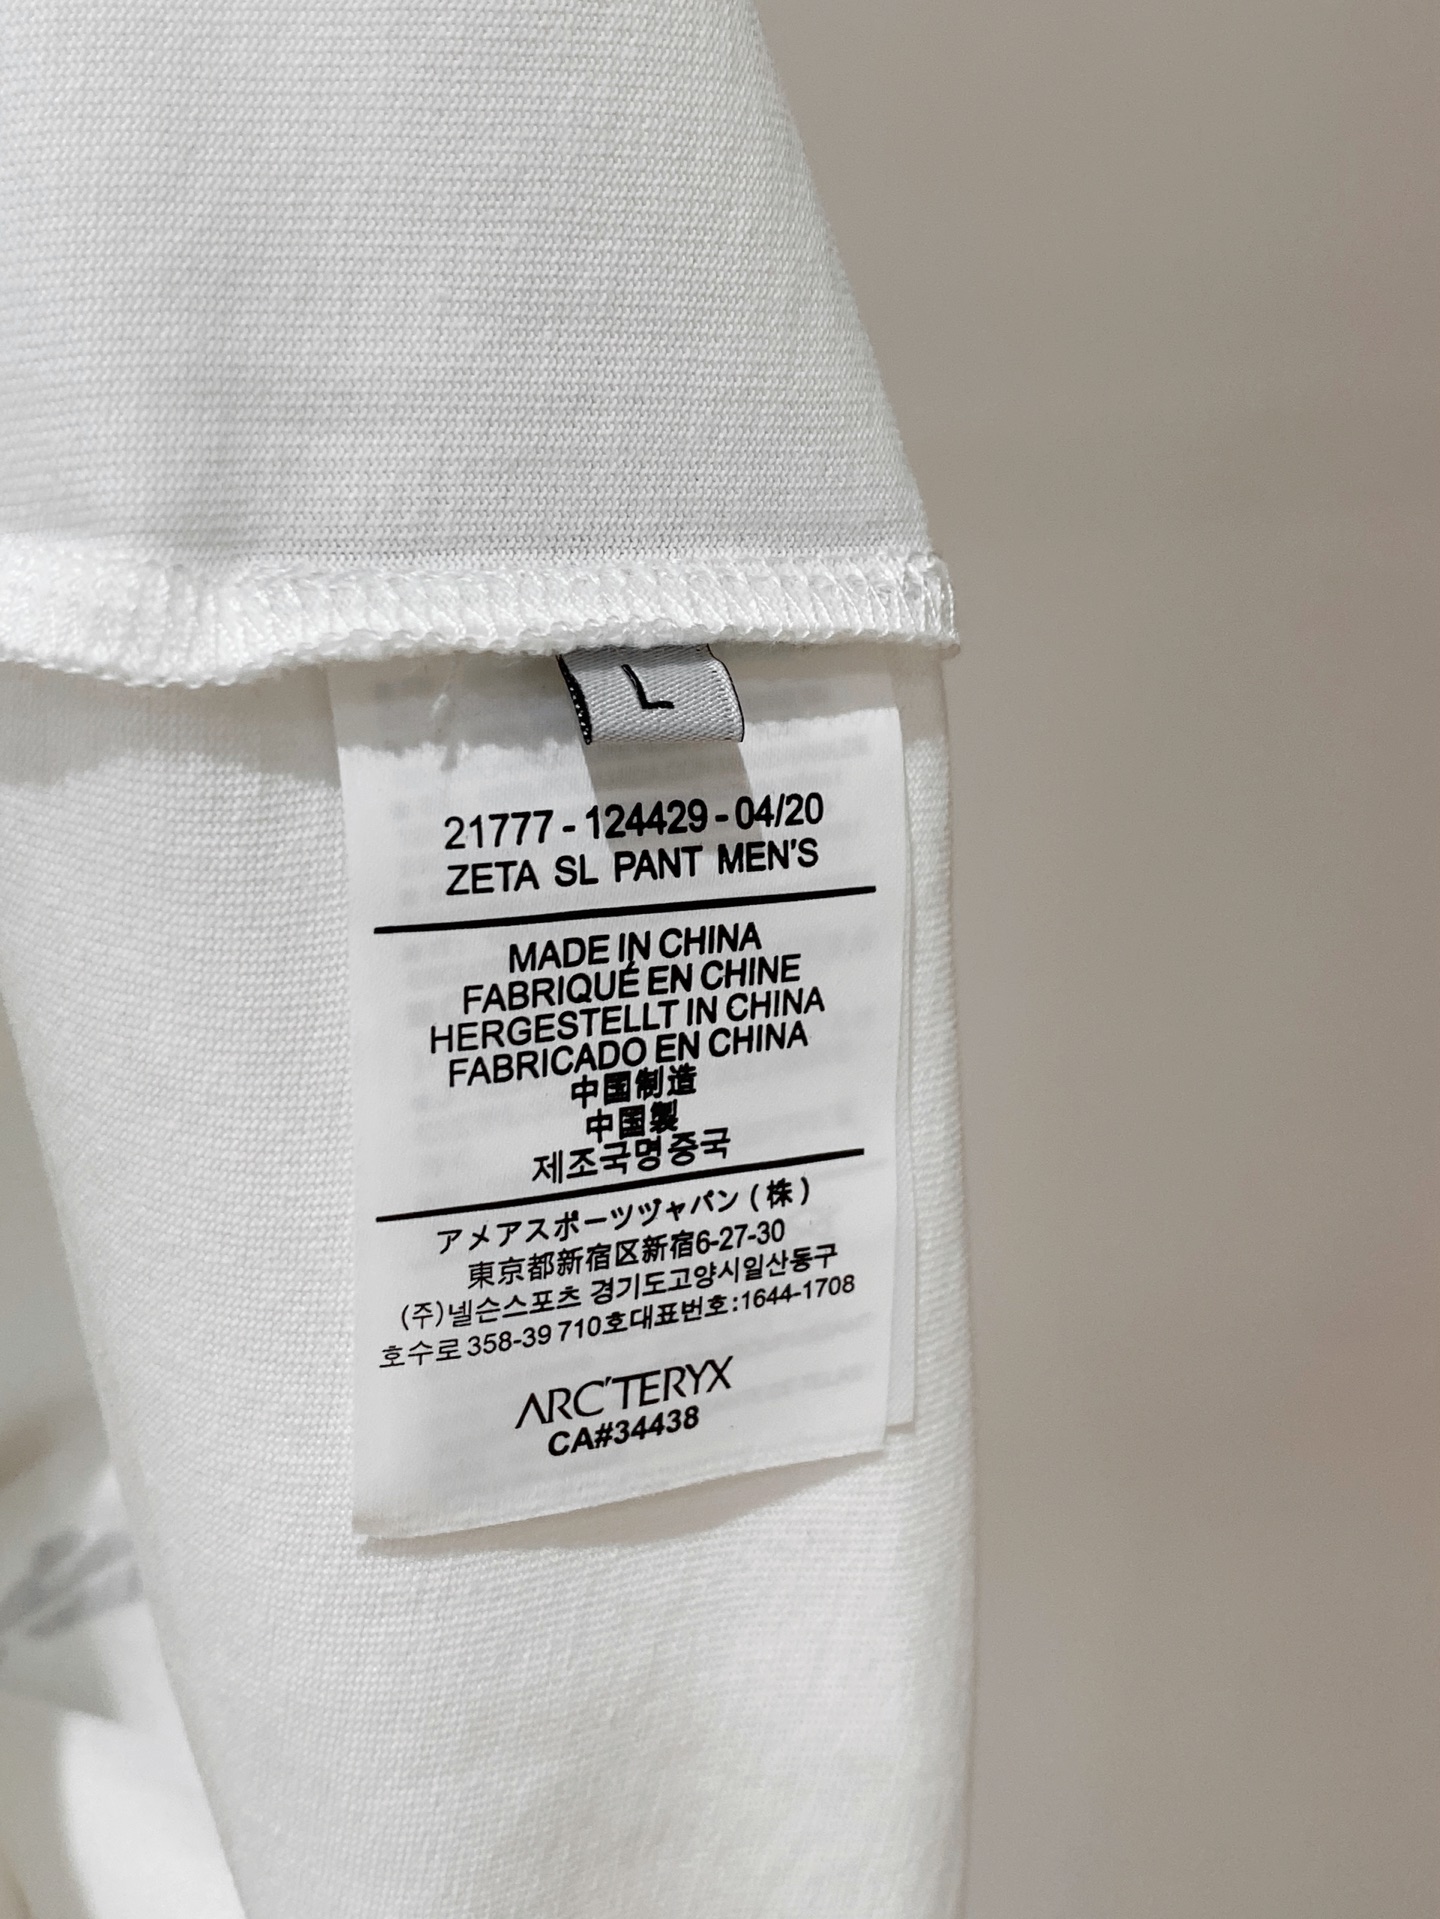 L
21777 - 124429 - 04/20
ZETA SL PANT MEN'S
MADE IN CHINA
FABRIQUÉ EN CHINE
HERGESTELLT IN CHINA
FABRICADO EN CHINA
中国制造
中国製
제조국명중국
アメアスポーツヅャパン(株)
東京都新宿区新宿6-27-30
(주)넬슨스포츠 경기도고양시일산동구
호수로 358-39 710호대표번호:1644-1708
ARC'TERYX
CA#34438